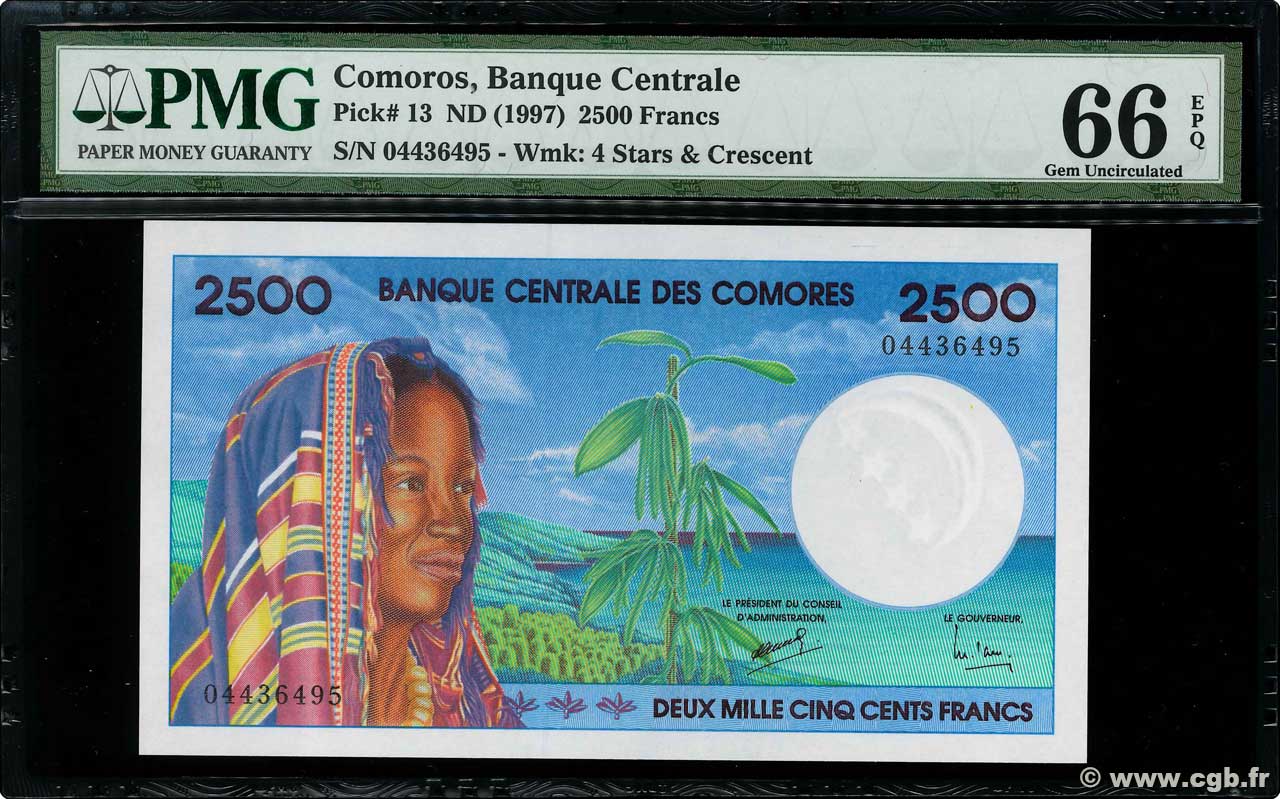 PMG
PAPER MONEY GUARANTY
Comoros, Banque Centrale
Pick# 13 ND (1997) 2500 Francs
S/N 04436495 - Wmk: 4 Stars & Crescent
66
EPQ
Gem Uncirculated
2500
BANQUE CENTRALE DES COMORES
2500
04436495
LE PRÉSIDENT DU CONSEIL
D'ADMINISTRATION,
LE GOUVERNEUR,
04436495
DEUX MILLE CINQ CENTS FRANCS
© www.cgb.fr